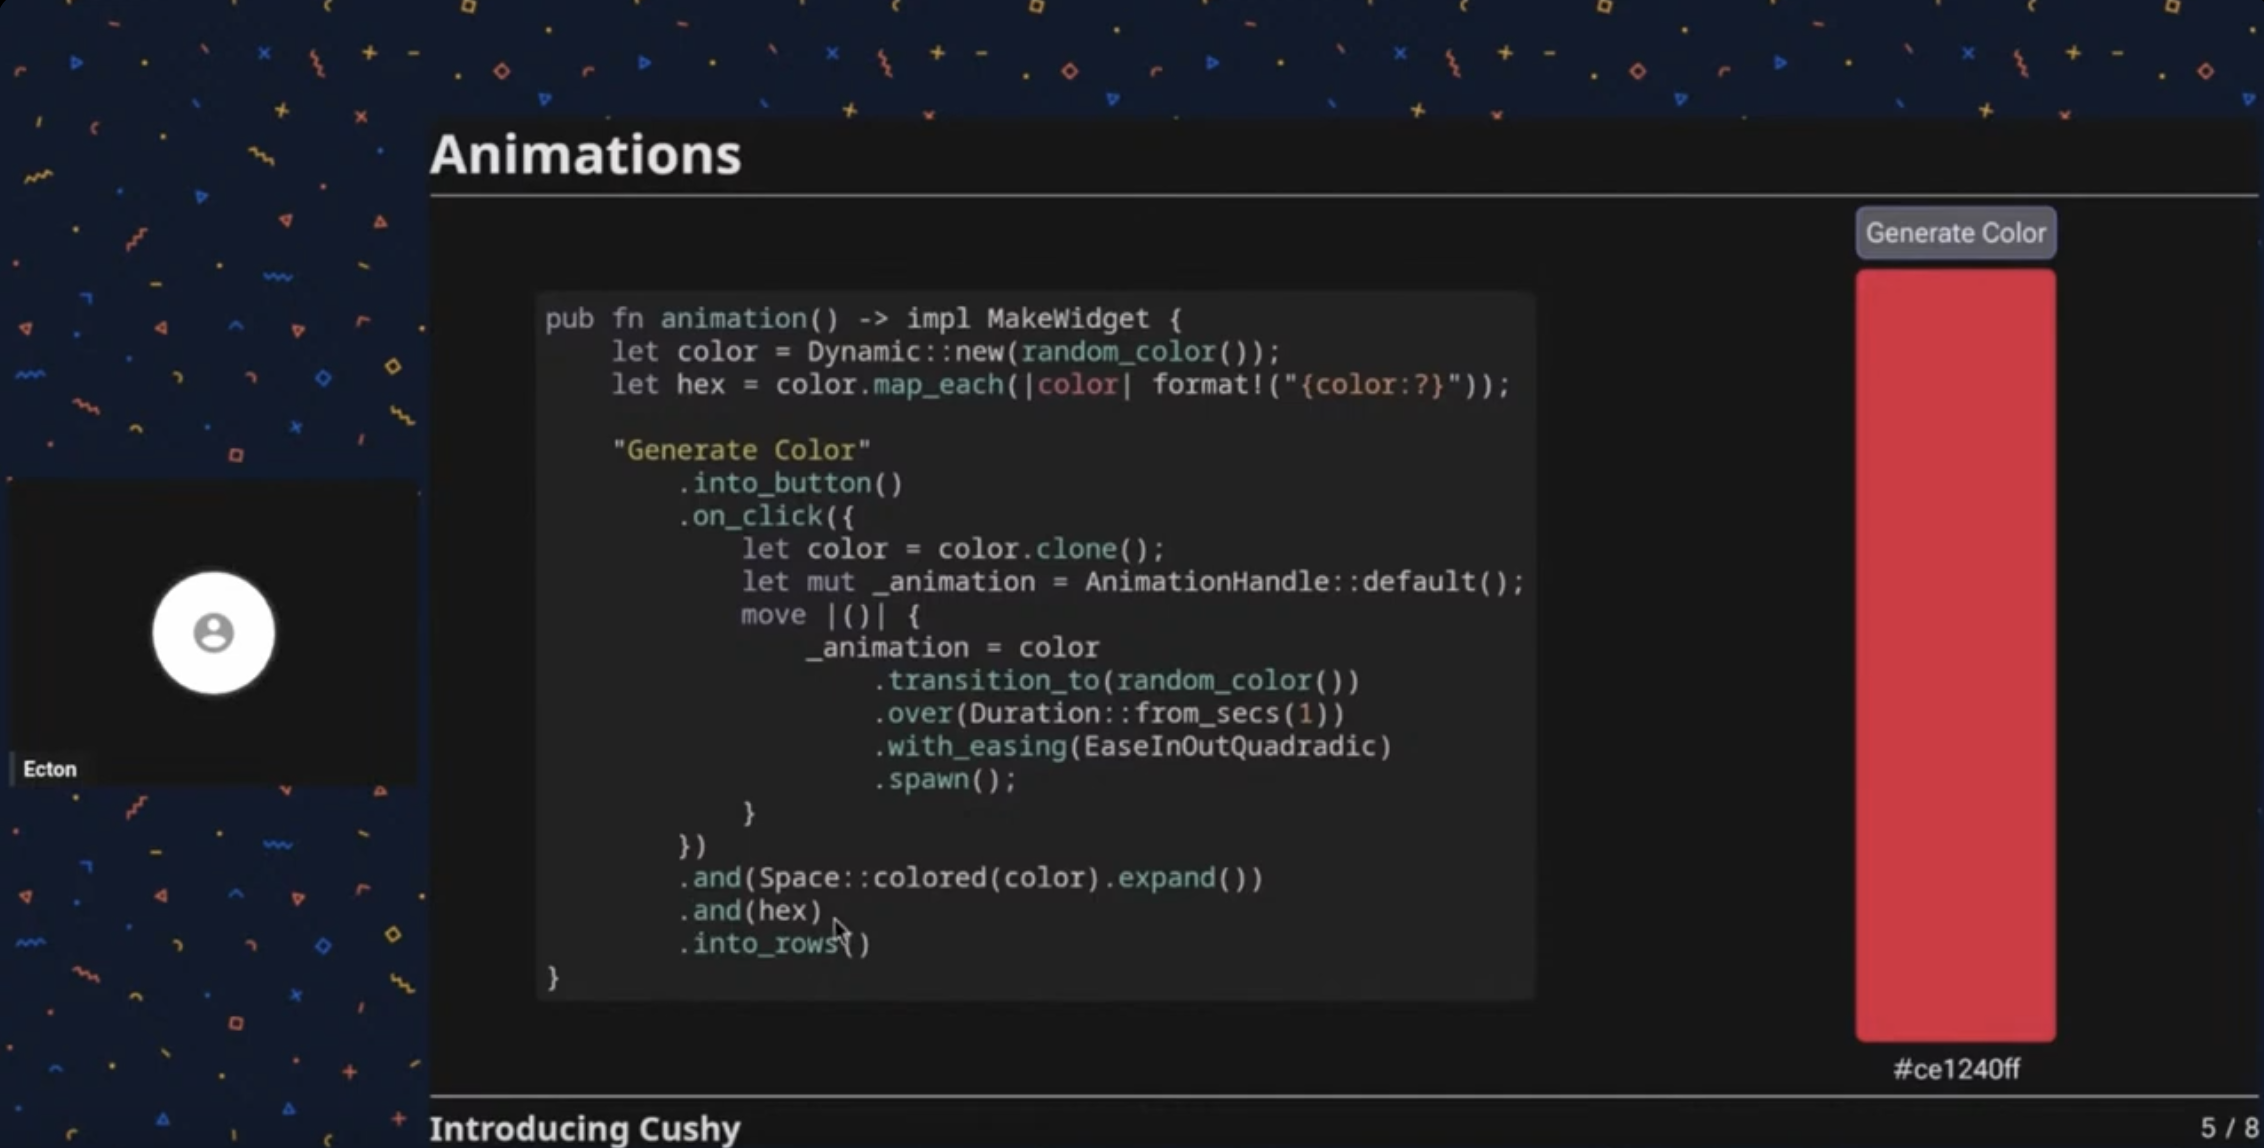 Animations
Generate Color
pub fn animation() -> impl MakeWidget {
    let color = Dynamic::new(random_color());
    let hex = color.map_each(|color| format!("{color:?}"));

    "Generate Color"
        .into_button()
        .on_click({
            let color = color.clone();
            let mut _animation = AnimationHandle::default();
            move |()| {
                _animation = color
                    .transition_to(random_color())
                    .over(Duration::from_secs(1))
                    .with_easing(EaseInOutQuadradic)
                    .spawn();
            }
        })
        .and(Space::colored(color).expand())
        .and(hex)
        .into_rows()
}
#ce1240ff
Ecton
Introducing Cushy
5 / 8